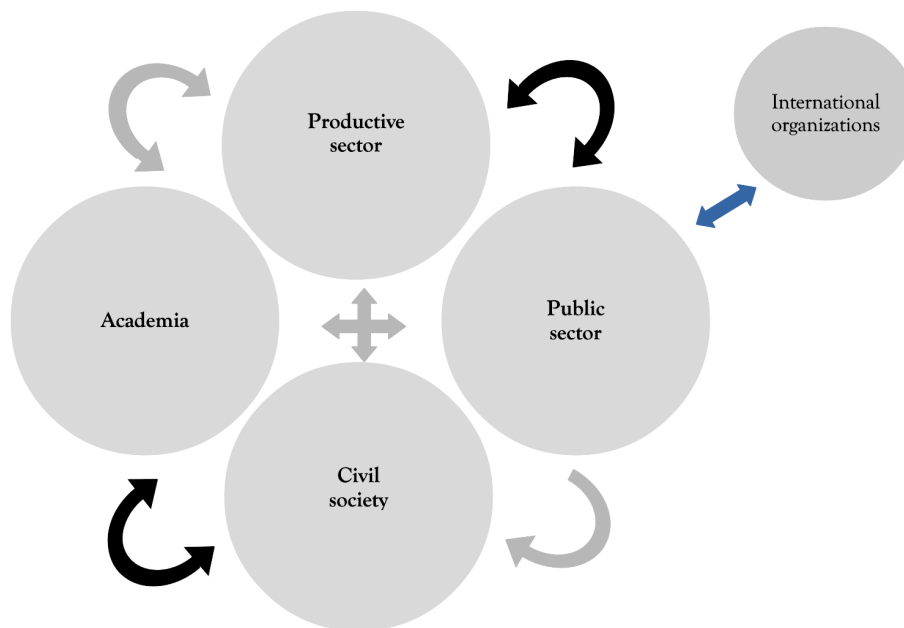 Productive
sector
International
organizations
Academia
Public
sector
Civil
society